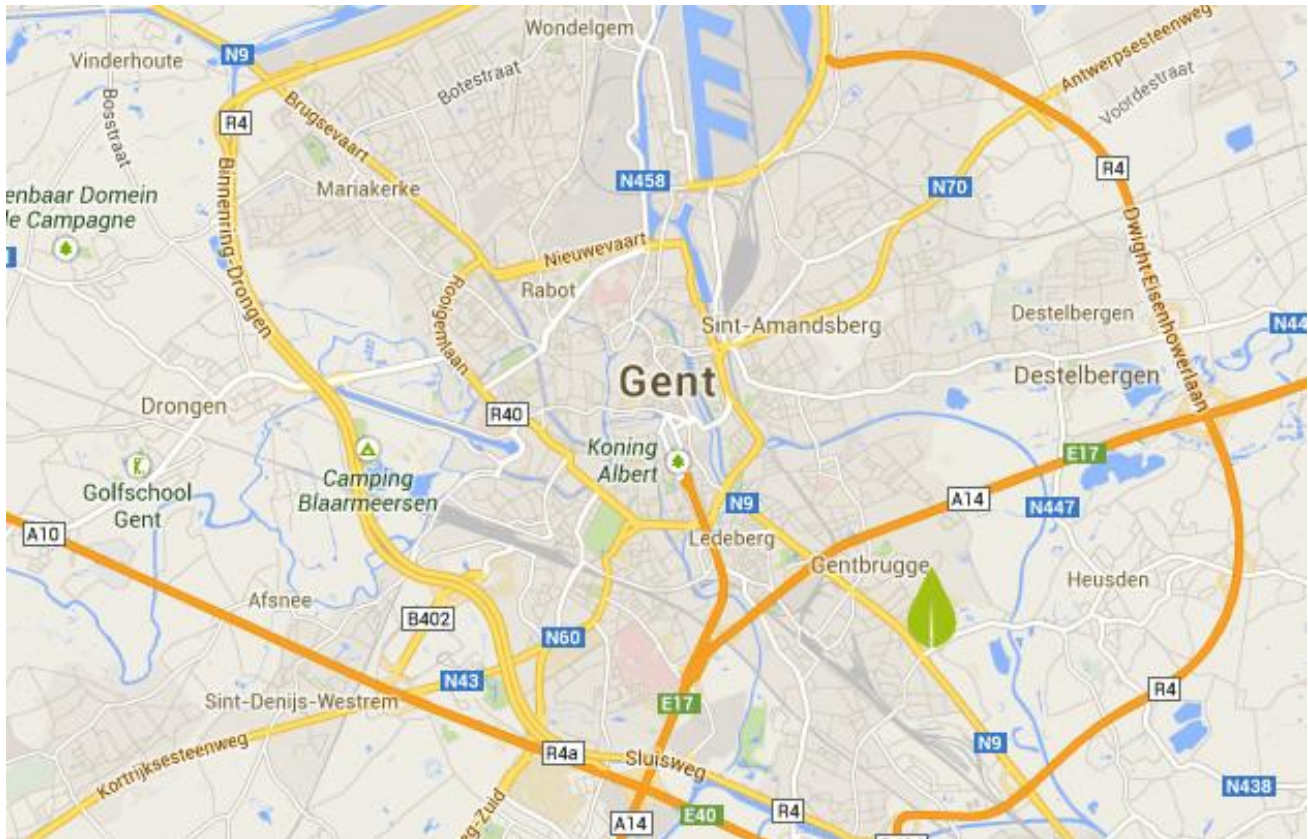 Wondelgem
N9
Vinderhoute
Botestraat
Antwerpsesteenweg
Voordestraat
Bosstraat
R4
Brugsevaart
Binnenring-Drongen
Mariakerke
N458
N70
R4
enbaar Domein
le Campagne
Dwight Eisenhowerlaan
Nieuwevaart
Rabot
Rooigemlaan
Sint-Amandsberg
Destelbergen
N44
Gent
Destelbergen
Drongen
R40
Koning
Albert
E17
Camping
Blaarmeersen
Golfschool
Gent
N9
A14
N447
A10
Ledeberg
Gentbrugge
Heusden
Afsnee
B402
N60
N43
Sint-Denijs-Westrem
E17
R4
Kortrijksesteenweg
R4a
Sluisweg
N9
N438
eg-Zuid
A14
E40
R4